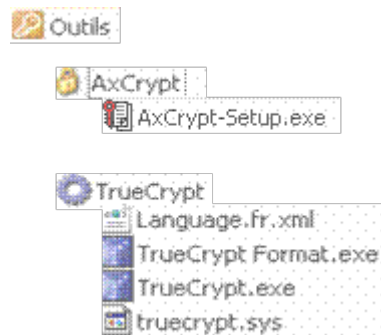 Outils
AxCrypt
AxCrypt-Setup.exe
TrueCrypt
Language.fr.xml
TrueCrypt Format.exe
TrueCrypt.exe
truecrypt.sys